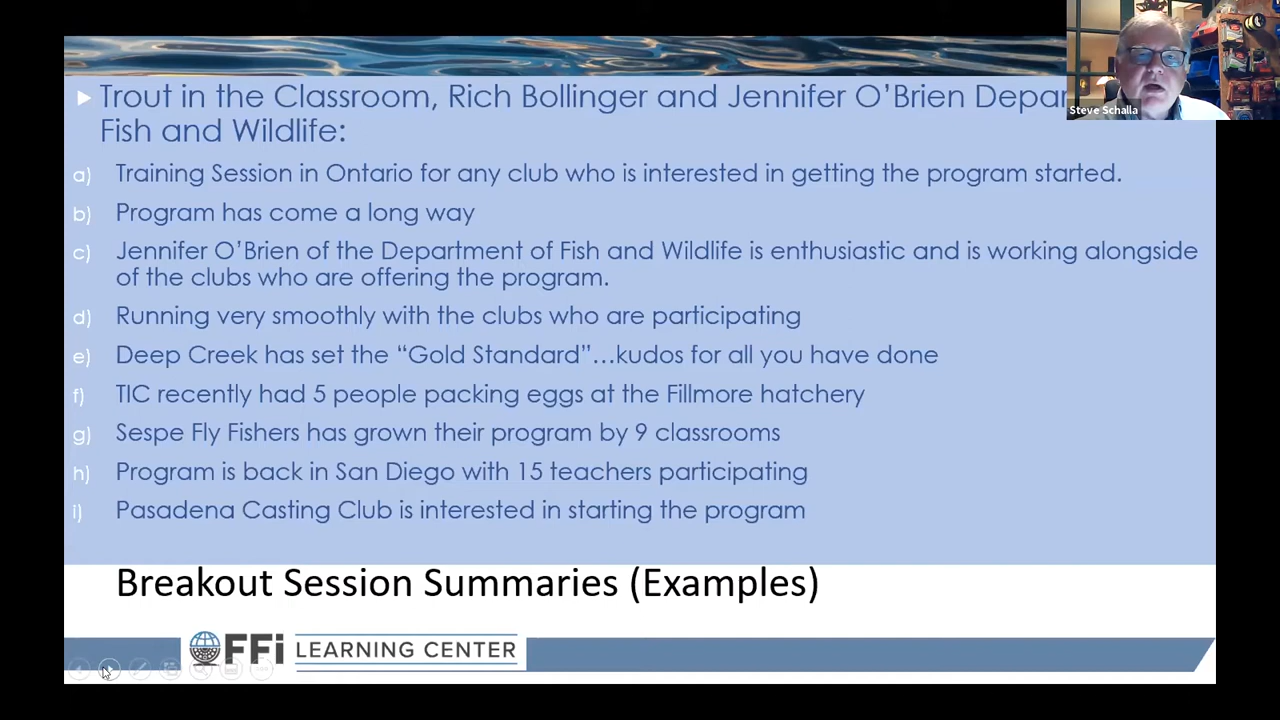 Trout in the Classroom, Rich Bollinger and Jennifer O'Brien
Fish and Wildlife:
Steve Schalla
a) Training Session in Ontario for any club who is interested in getting the program started.
b) Program has come a long way
c) Jennifer O'Brien of the Department of Fish and Wildlife is enthusiastic and is working alongside
of the clubs who are offering the program.
d) Running very smoothly with the clubs who are participating
e) Deep Creek has set the “Gold Standard”…kudos for all you have done
f) TIC recently had 5 people packing eggs at the Fillmore hatchery
g) Sespe Fly Fishers has grown their program by 9 classrooms
h) Program is back in San Diego with 15 teachers participating
i) Pasadena Casting Club is interested in starting the program
Breakout Session Summaries (Examples)
FFi LEARNING CENTER